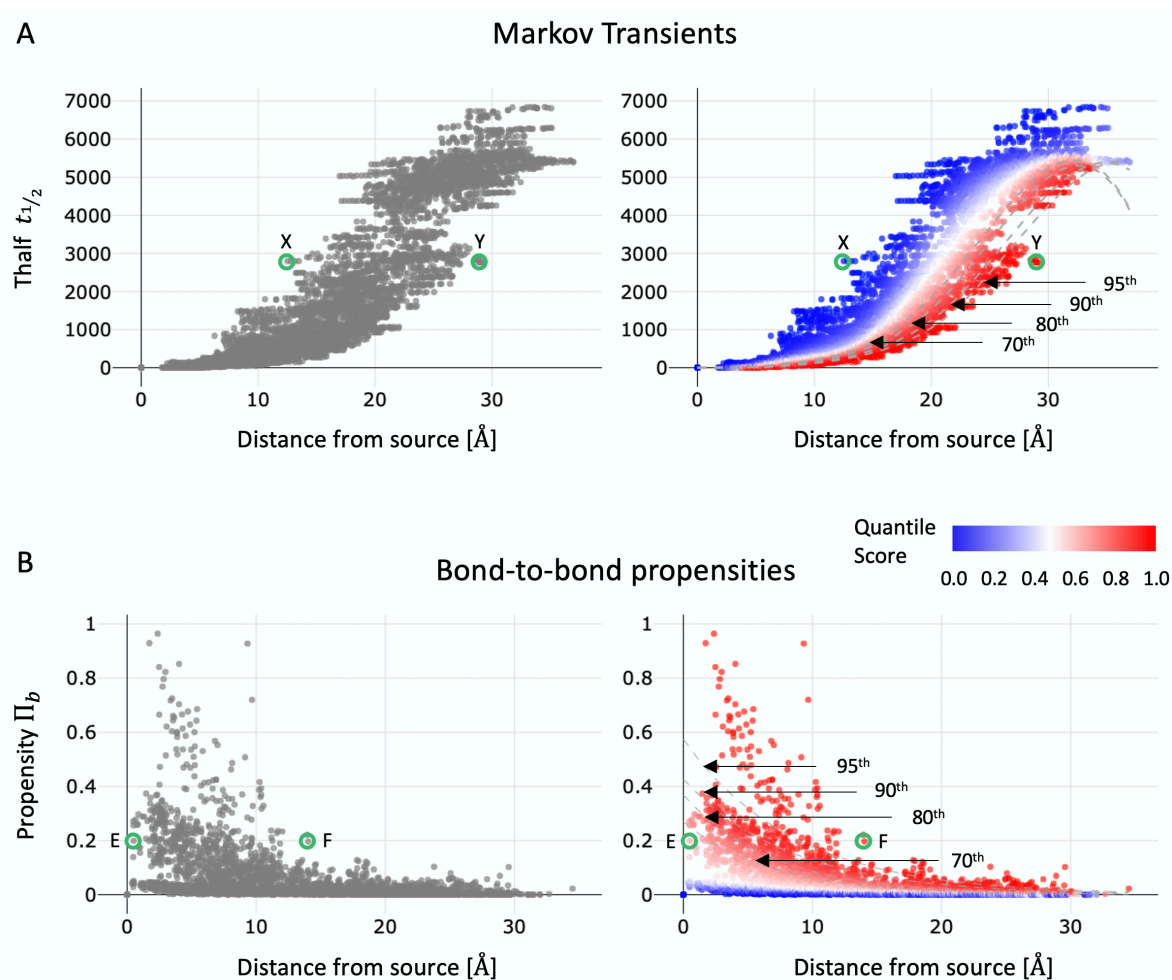 A
Markov Transients
Thalf t1/2
7000
6000
5000
4000
3000
2000
1000
0
X
Y
0 10 20 30
Distance from source [Å]
7000
6000
5000
4000
3000
2000
1000
0
X
Y
95th
90th
80th
70th
0 10 20 30
Distance from source [Å]
Quantile
Score
0.0 0.2 0.4 0.6 0.8 1.0
B
Bond-to-bond propensities
Propensity Πb
1
0.8
0.6
0.4
0.2
0
E
F
0 10 20 30
Distance from source [Å]
1
0.8
0.6
0.4
0.2
0
95th
90th
80th
E
F
70th
0 10 20 30
Distance from source [Å]